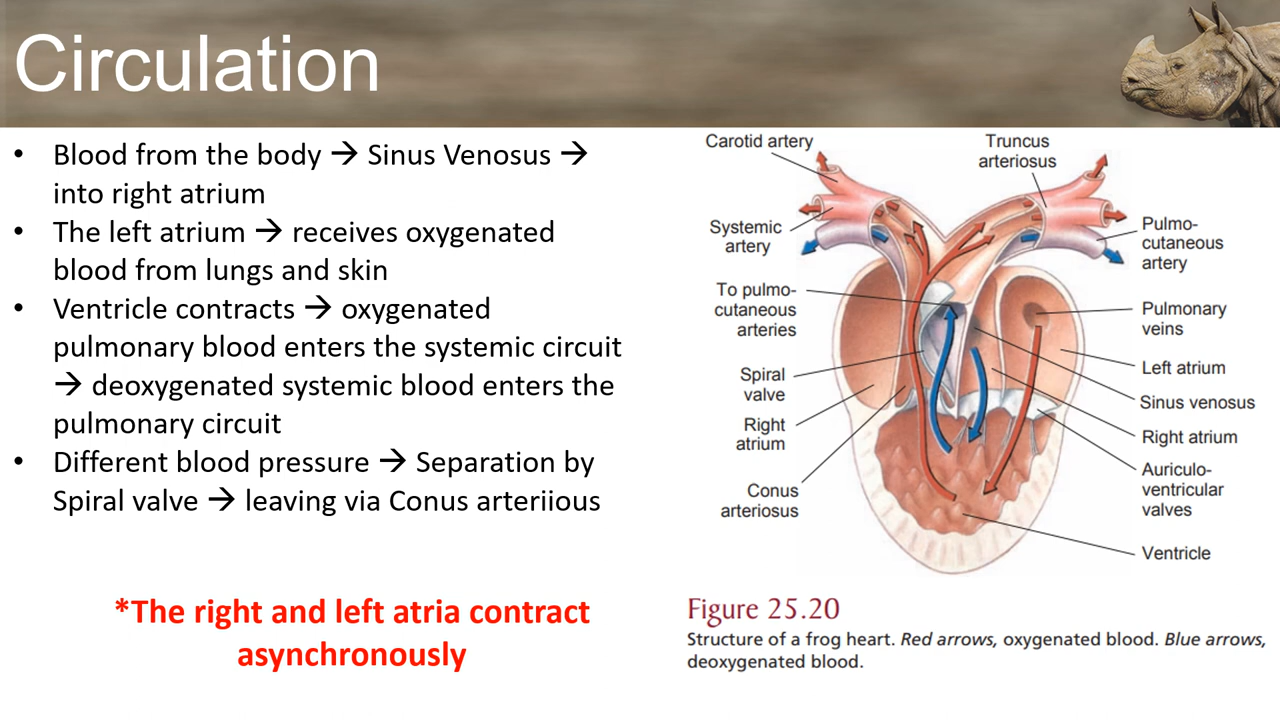 Circulation
• Blood from the body → Sinus Venosus →
into right atrium
• The left atrium → receives oxygenated
blood from lungs and skin
• Ventricle contracts → oxygenated
pulmonary blood enters the systemic circuit
→ deoxygenated systemic blood enters the
pulmonary circuit
• Different blood pressure → Separation by
Spiral valve → leaving via Conus arteriious
*The right and left atria contract
asynchronously
Carotid artery
Systemic
artery
To pulmo-
cutaneous
arteries
Spiral
valve
Right
atrium
Conus
arteriosus
Truncus
arteriosus
Pulmo-
cutaneous
artery
Pulmonary
veins
Left atrium
Sinus venosus
Right atrium
Auriculo-
ventricular
valves
Ventricle
Figure 25.20
Structure of a frog heart. Red arrows, oxygenated blood. Blue arrows,
deoxygenated blood.